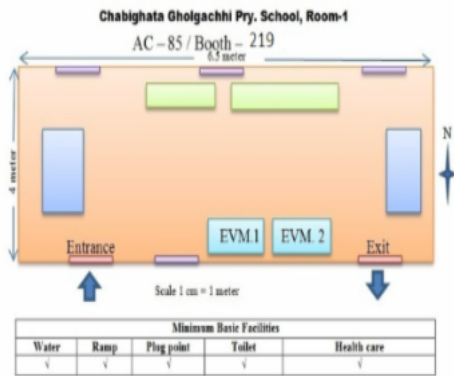 Chabighata Gholgachhi Pry. School, Room-1
AC – 85 / Booth – 219
6.5 meter
4 meter
N
EVM.1 EVM. 2
Entrance Exit
Scale 1 cm = 1 meter
Minimum Basic Facilities
Water Ramp Plug point Toilet Health care
√ √ √ √ √